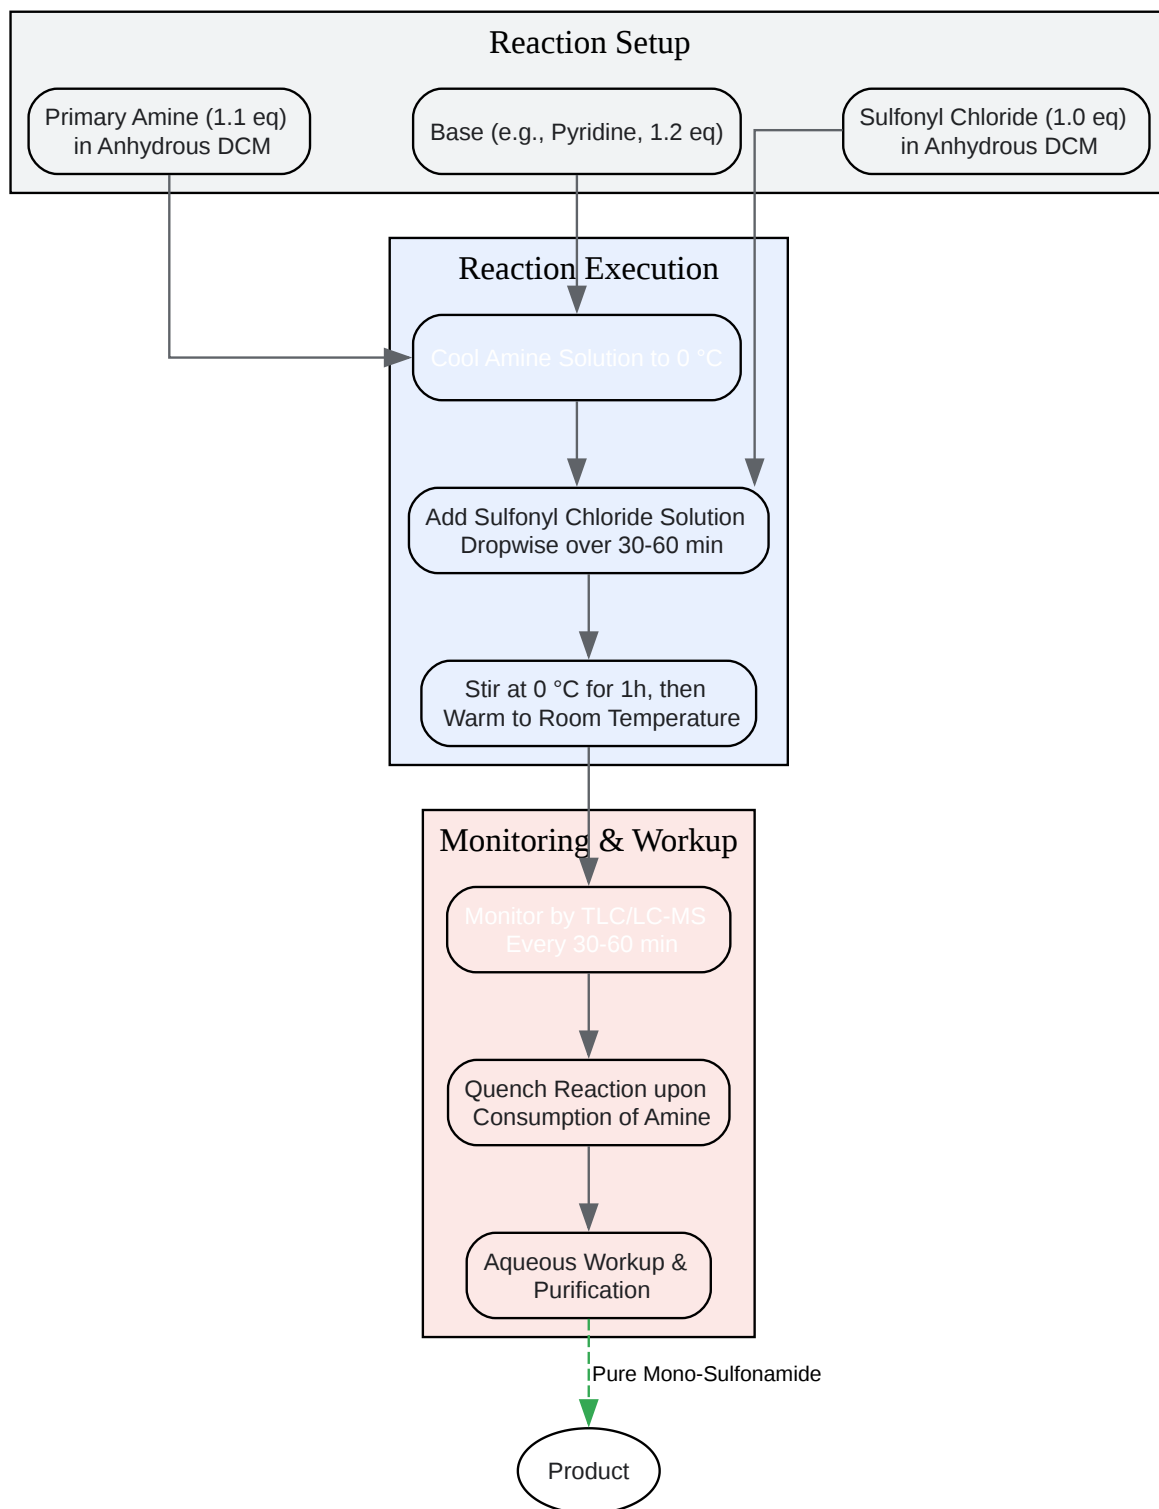 Reaction Setup
Primary Amine (1.1 eq)
in Anhydrous DCM
Base (e.g., Pyridine, 1.2 eq)
Sulfonyl Chloride (1.0 eq)
in Anhydrous DCM
Reaction Execution
Cool Amine Solution to 0 °C
Add Sulfonyl Chloride Solution
Dropwise over 30-60 min
Stir at 0 °C for 1h, then
Warm to Room Temperature
Monitoring & Workup
Monitor by TLC/LC-MS
Every 30-60 min
Quench Reaction upon
Consumption of Amine
Aqueous Workup &
Purification
Pure Mono-Sulfonamide
Product